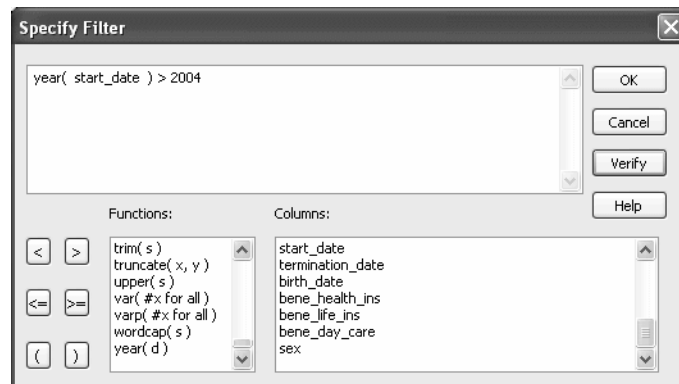 Specify Filter
year( start_date ) > 2004
OK
Cancel
Verify
Help
Functions:
Columns:
< >
<= >=
( )
trim( s )
truncate( x, y )
upper( s )
var( #x for all )
varp( #x for all )
wordcap( s )
year( d )
start_date
termination_date
birth_date
bene_health_ins
bene_life_ins
bene_day_care
sex